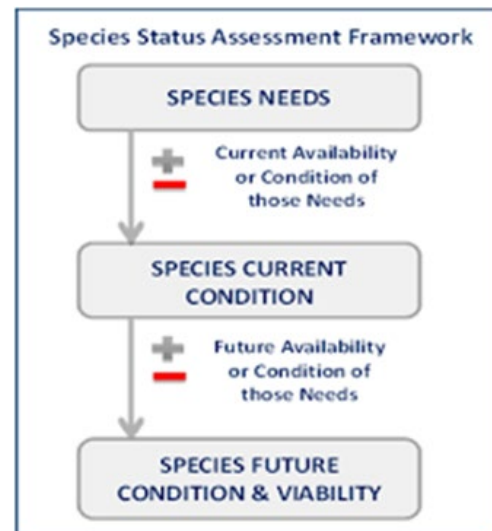 Species Status Assessment Framework
SPECIES NEEDS
Current Availability
or Condition of
those Needs
SPECIES CURRENT
CONDITION
Future Availability
or Condition of
those Needs
SPECIES FUTURE
CONDITION & VIABILITY